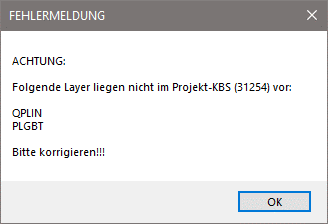 FEHLERMELDUNG
ACHTUNG:
Folgende Layer liegen nicht im Projekt-KBS (31254) vor:
QPLIN
PLGBT
Bitte korrigieren!!!
OK